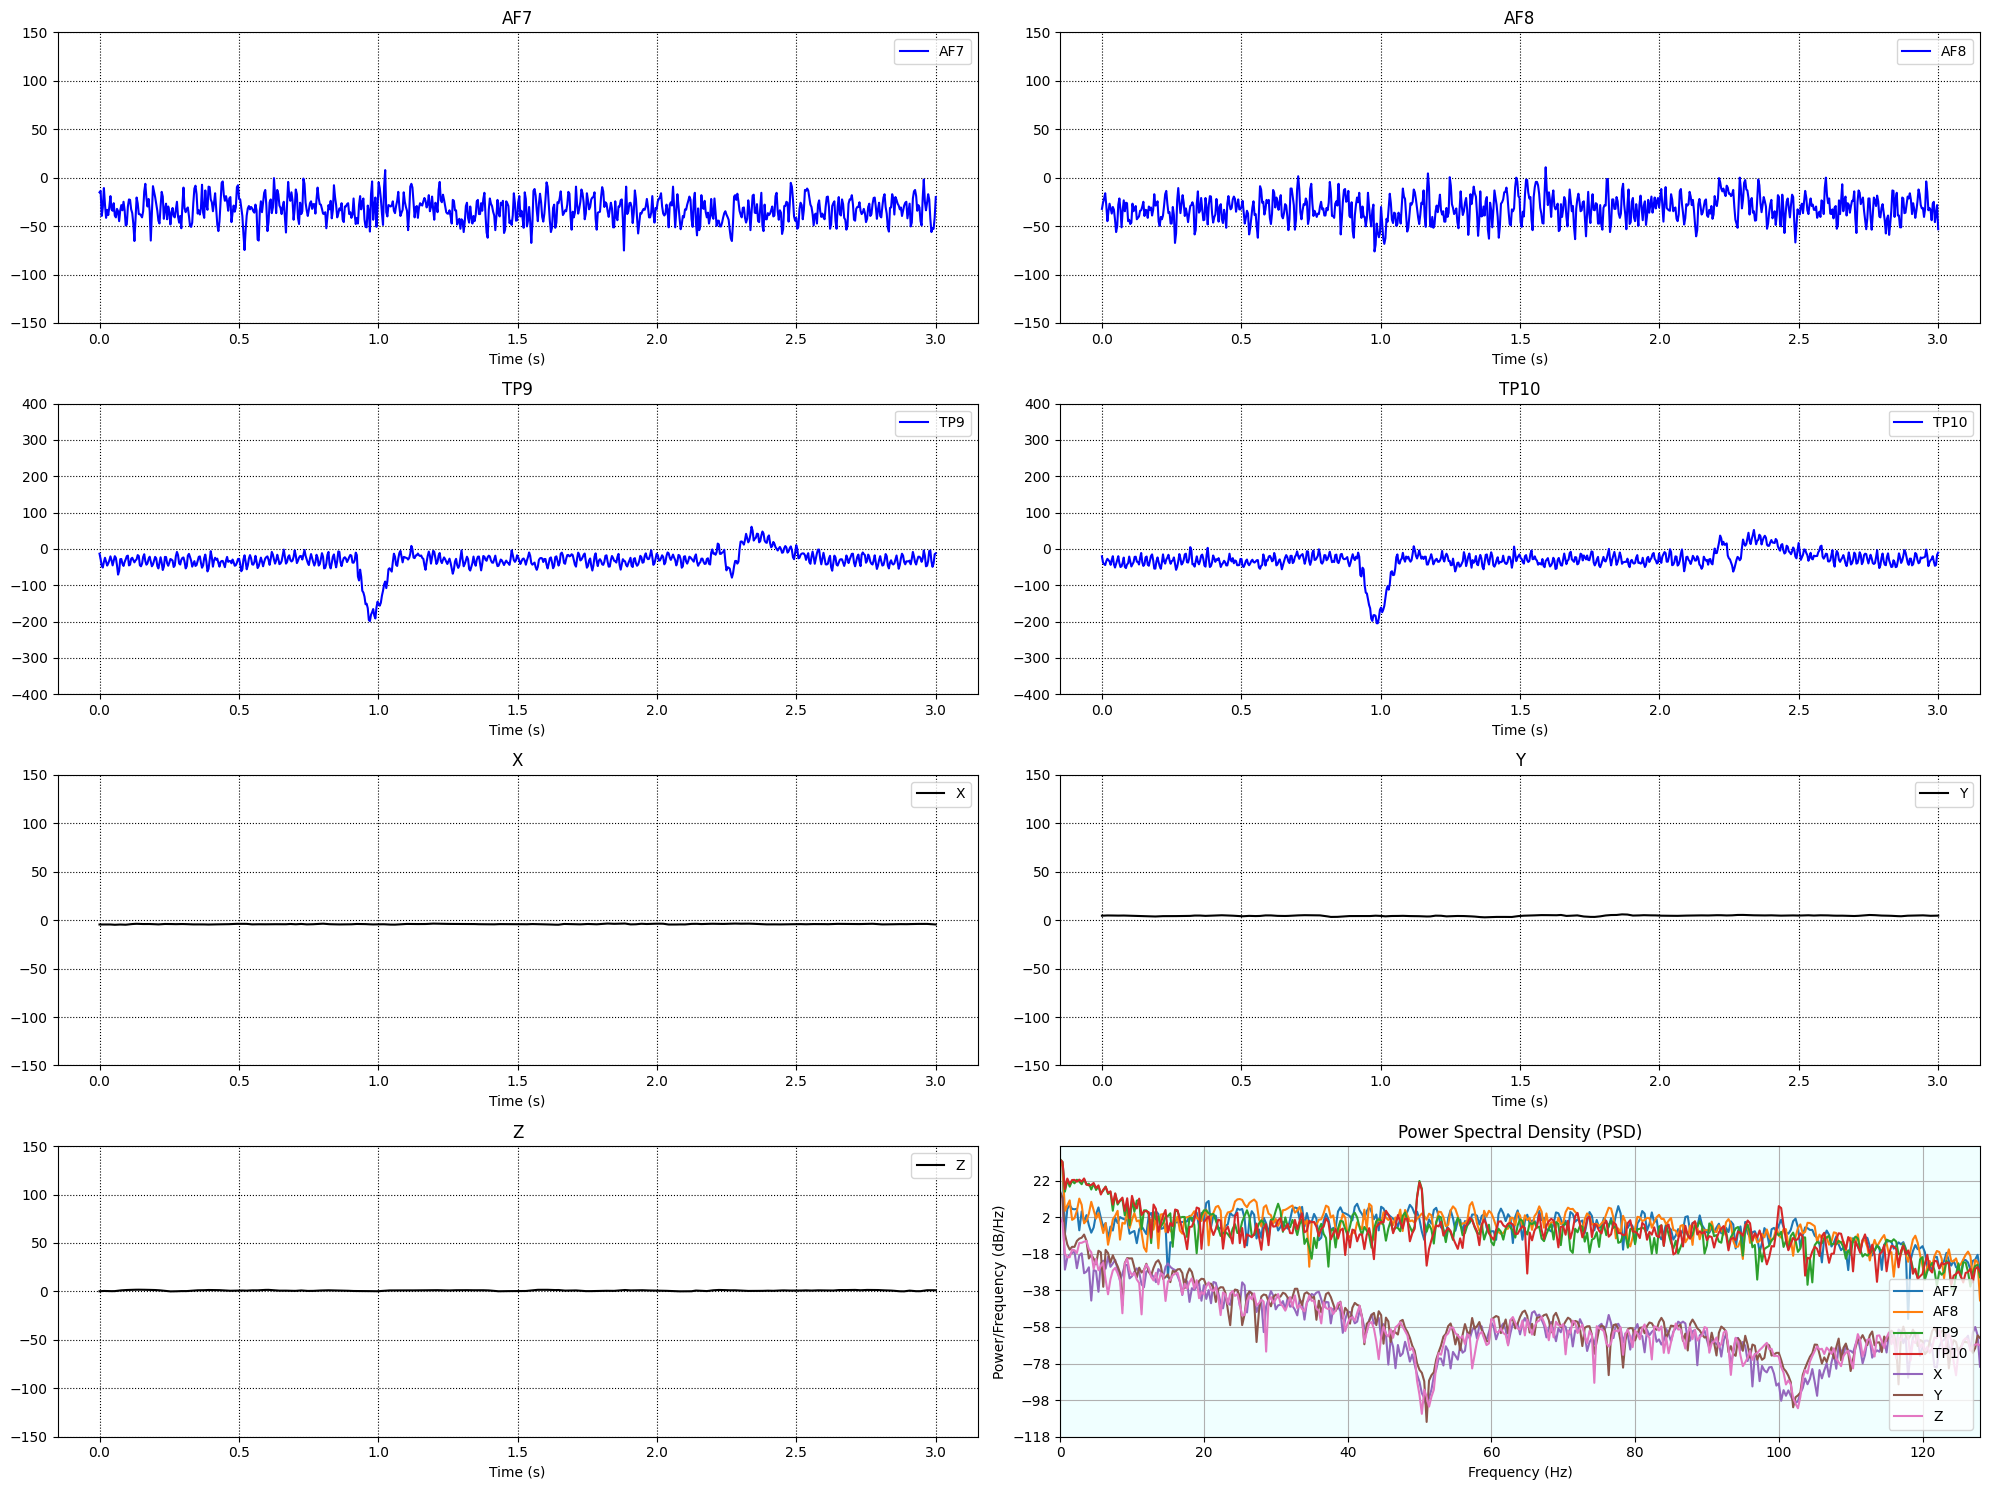 AF7
150
100
50
0
−50
−100
−150
AF7
0.0 0.5 1.0 1.5 2.0 2.5 3.0
Time (s)
AF8
150
100
50
0
−50
−100
−150
AF8
0.0 0.5 1.0 1.5 2.0 2.5 3.0
Time (s)
TP9
400
300
200
100
0
−100
−200
−300
−400
TP9
0.0 0.5 1.0 1.5 2.0 2.5 3.0
Time (s)
TP10
400
300
200
100
0
−100
−200
−300
−400
TP10
0.0 0.5 1.0 1.5 2.0 2.5 3.0
Time (s)
X
150
100
50
0
−50
−100
−150
X
0.0 0.5 1.0 1.5 2.0 2.5 3.0
Time (s)
Y
150
100
50
0
−50
−100
−150
Y
0.0 0.5 1.0 1.5 2.0 2.5 3.0
Time (s)
Z
150
100
50
0
−50
−100
−150
Z
0.0 0.5 1.0 1.5 2.0 2.5 3.0
Time (s)
Power Spectral Density (PSD)
Power/Frequency (dB/Hz)
22
2
−18
−38
−58
−78
−98
−118
AF7
AF8
TP9
TP10
X
Y
Z
0 20 40 60 80 100 120
Frequency (Hz)